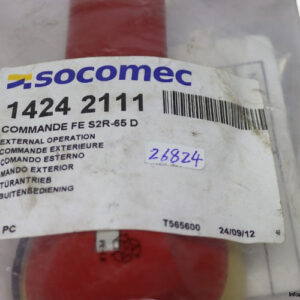 socomec
1424 2111
COMMANDE FE S2R-65 D
EXTERNAL OPERATION
COMMANDE EXTERIEURE
COMANDO ESTERNO
MANDO EXTERIOR
TÜRANTRIEB
BUITENBEDIENING
26824
PC T565600 24/09/12